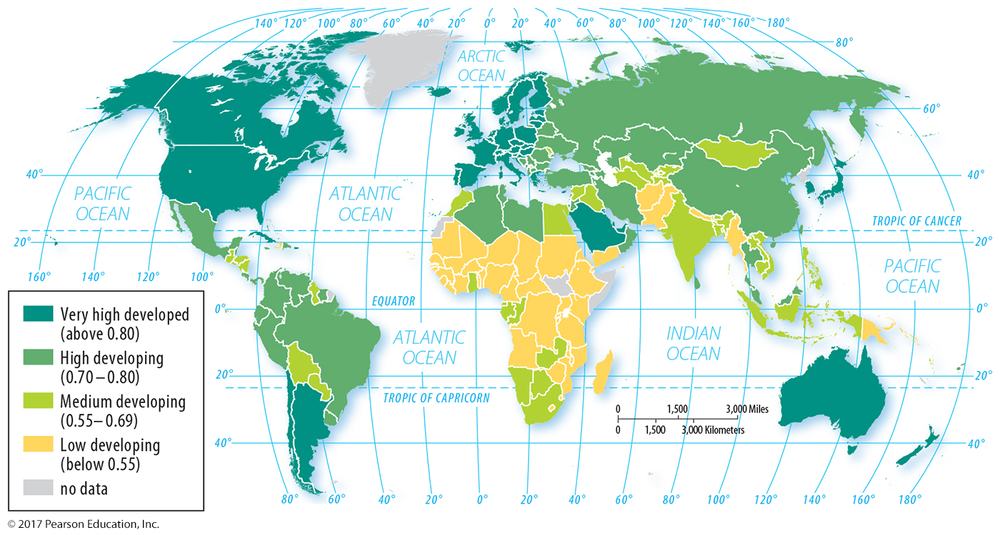 140° 120° 100° 80° 60° 40° 20° 0° 20° 40° 60° 80° 100° 120° 140° 160° 180°
80°
ARCTIC
OCEAN
60°
40°
40°
PACIFIC
OCEAN
ATLANTIC
OCEAN
TROPIC OF CANCER
20°
20°
160° 140° 120° 100°
PACIFIC
OCEAN
EQUATOR
0°
0°
ATLANTIC
OCEAN
INDIAN
OCEAN
20°
20°
TROPIC OF CAPRICORN
0 1,500 3,000 Miles
0 1,500 3,000 Kilometers
40°
40°
80° 60° 40° 20° 0° 20° 40° 60° 80° 100° 120° 140° 160° 180°
Very high developed
(above 0.80)
High developing
(0.70–0.80)
Medium developing
(0.55–0.69)
Low developing
(below 0.55)
no data
© 2017 Pearson Education, Inc.